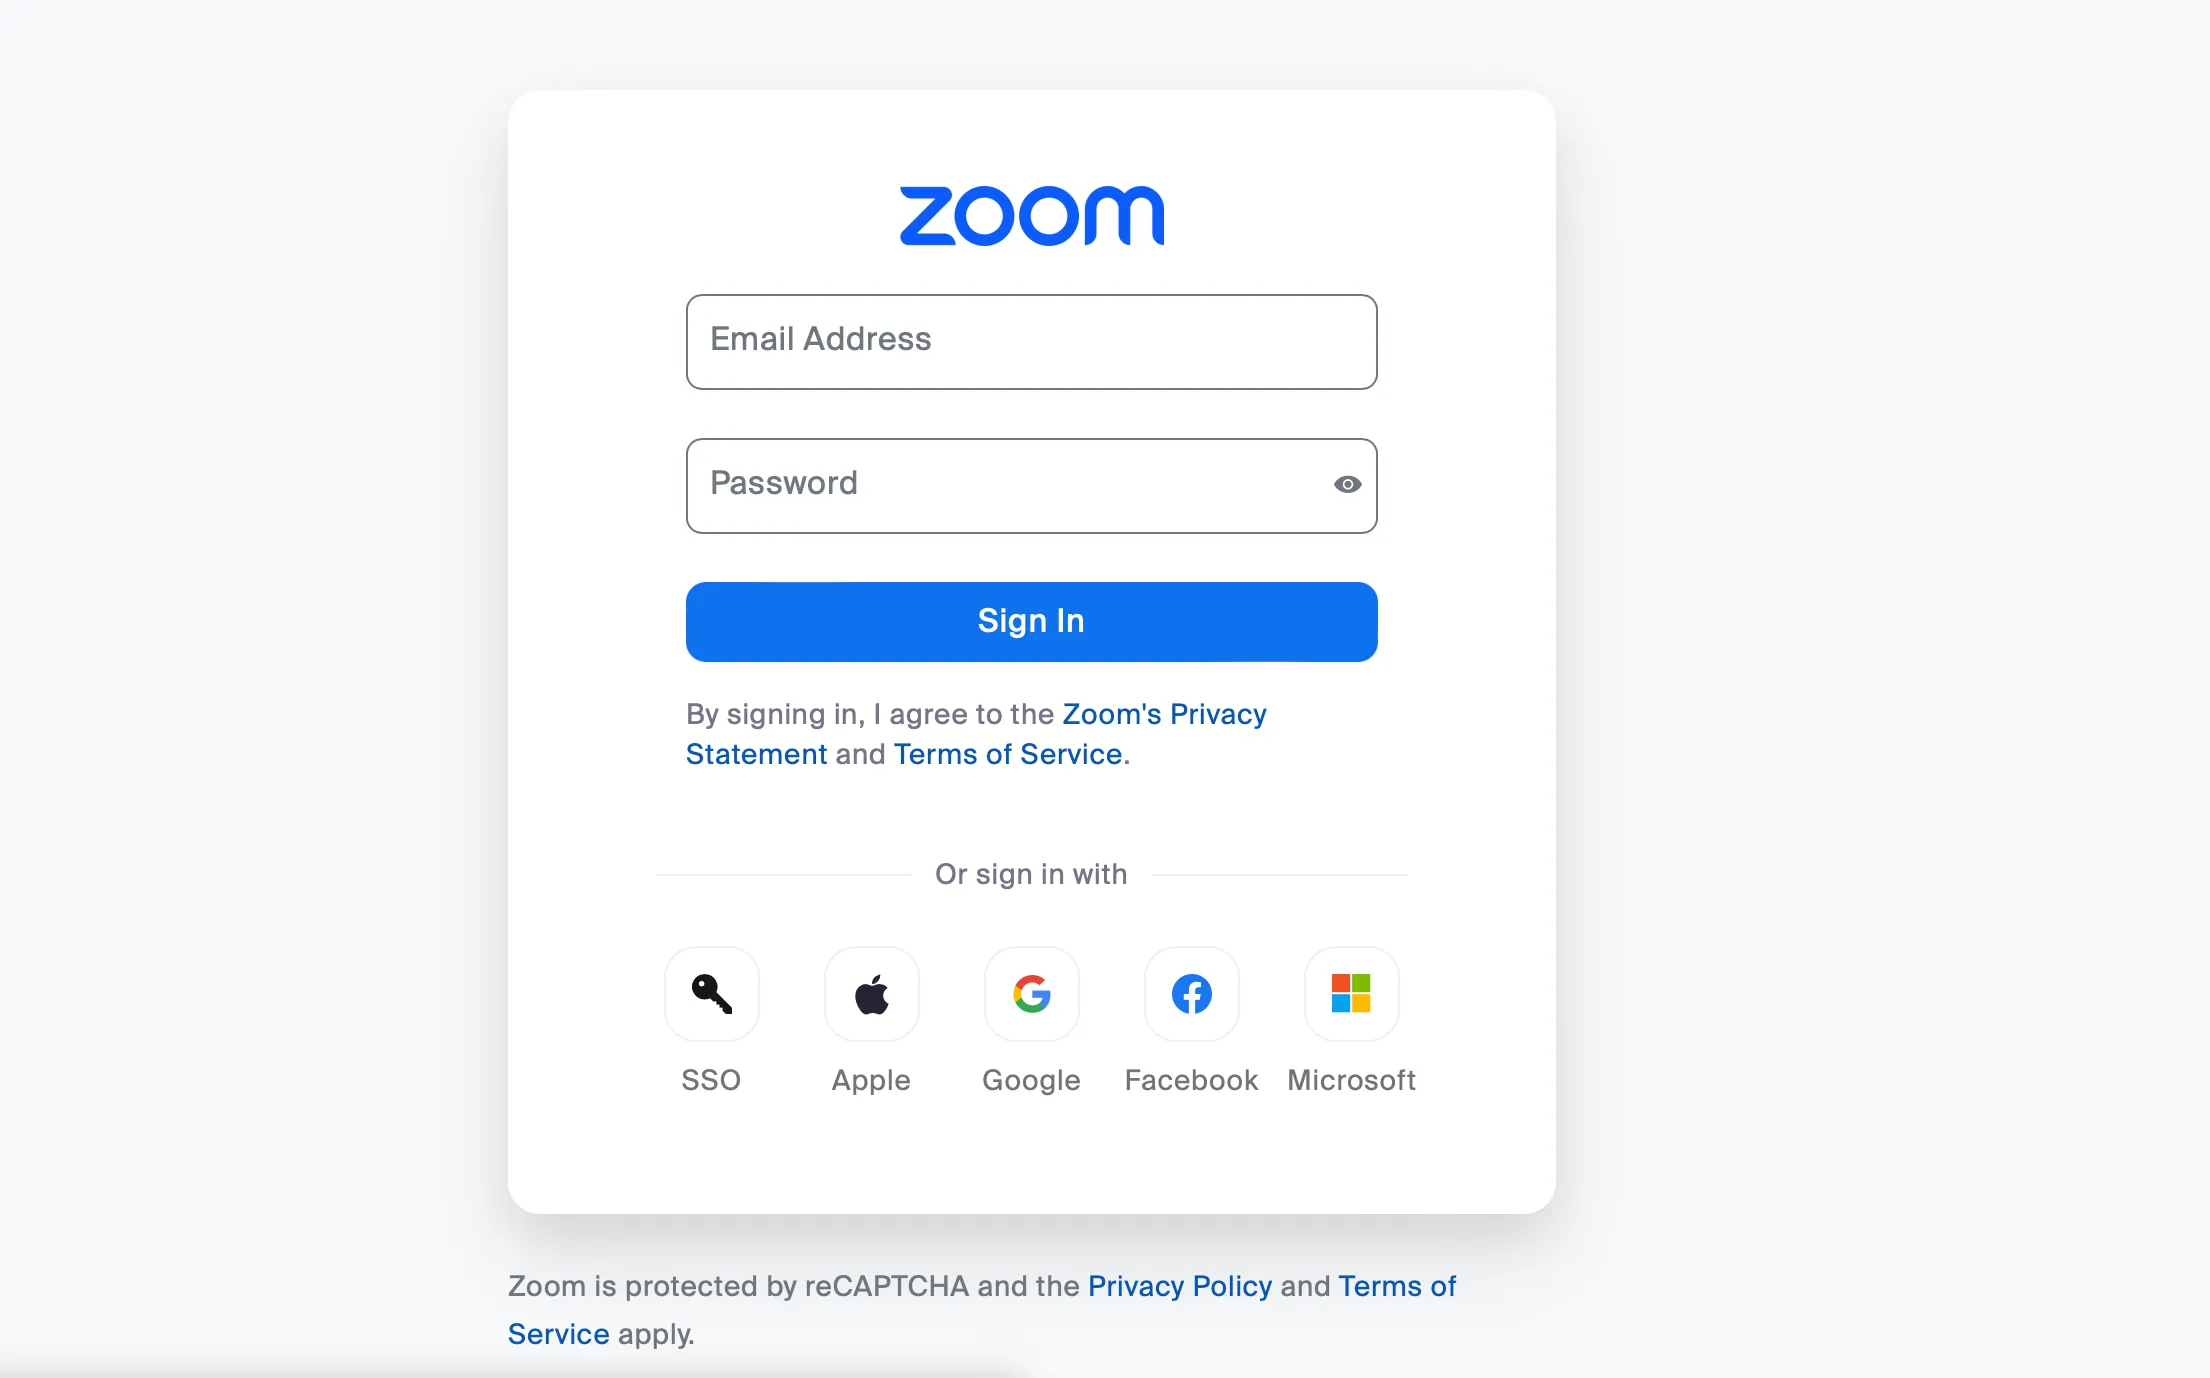 zoom
Email Address
Password
Sign In
By signing in, I agree to the Zoom's Privacy
Statement and Terms of Service.
Or sign in with
SSO
Apple
Google
Facebook
Microsoft
Zoom is protected by reCAPTCHA and the Privacy Policy and Terms of
Service apply.